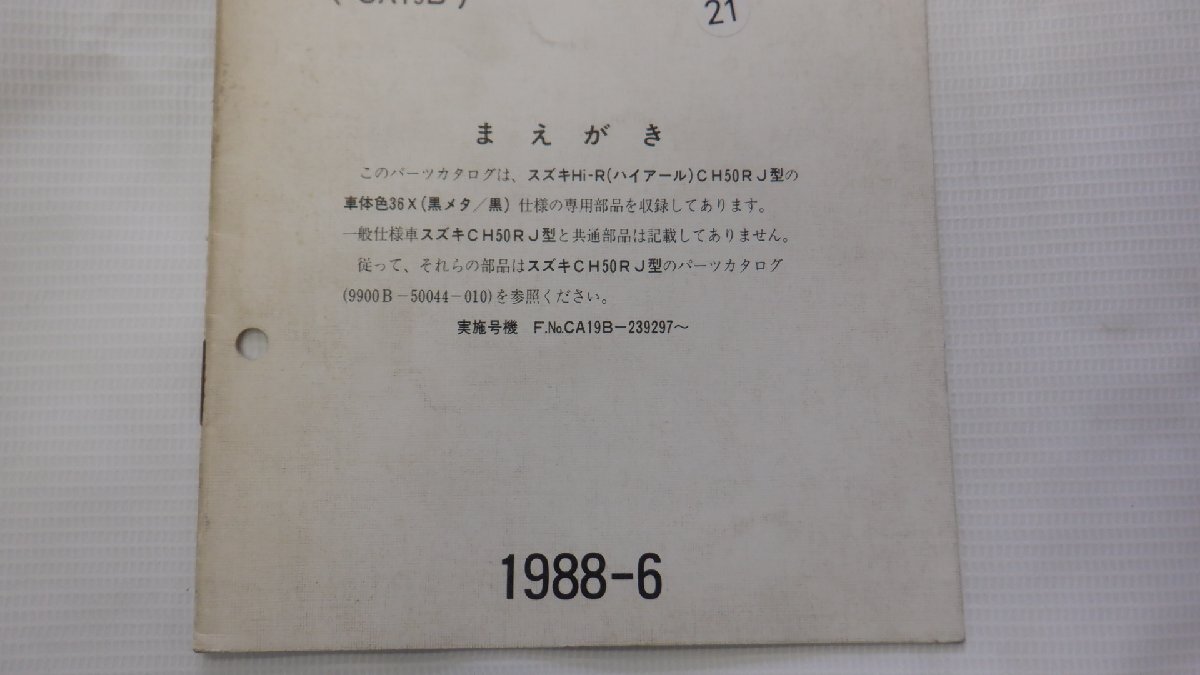 (CA19B)
21
まえがき
このパーツカタログは、スズキHi-R(ハイアール)CH50RJ型の
車体色36X(黒メタ/黒)仕様の専用部品を収録してあります。
一般仕様車スズキCH50RJ型と共通部品は記載してありません。
従って、それらの部品はスズキCH50RJ型のパーツカタログ
(9900B-50044-010)を参照ください。
実施号機 F.No.CA19B-239297~
1988-6